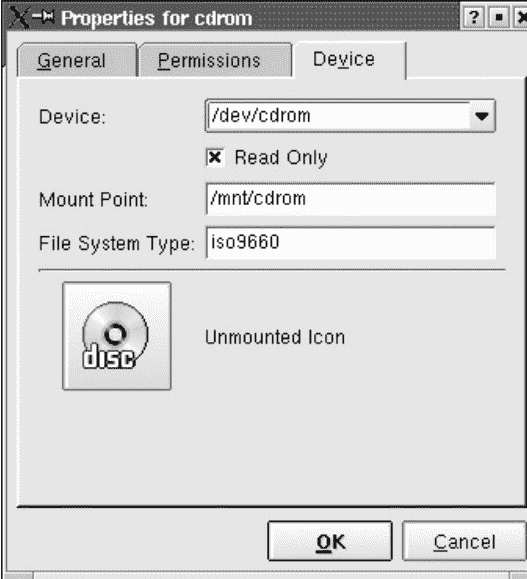 Properties for cdrom ?
General Permissions Device
Device: /dev/cdrom
Read Only
Mount Point: /mnt/cdrom
File System Type: iso9660
disc
Unmounted Icon
OK Cancel